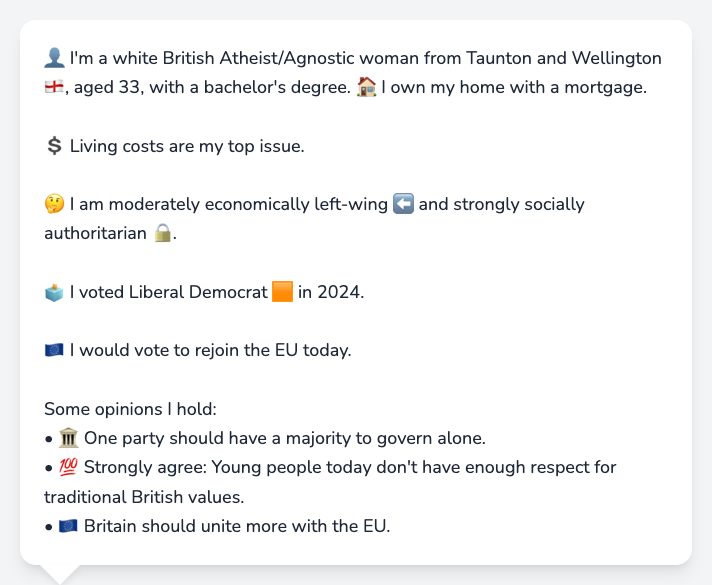 👤 I'm a white British Atheist/Agnostic woman from Taunton and Wellington
🏴󠁧󠁢󠁥󠁮󠁧󠁿, aged 33, with a bachelor's degree. 🏠 I own my home with a mortgage.
💲 Living costs are my top issue.
🤔 I am moderately economically left-wing ⬅️ and strongly socially
authoritarian 🔒.
🗳️ I voted Liberal Democrat 🟧 in 2024.
🇪🇺 I would vote to rejoin the EU today.
Some opinions I hold:
• 🏛️ One party should have a majority to govern alone.
• 💯 Strongly agree: Young people today don't have enough respect for
traditional British values.
• 🇪🇺 Britain should unite more with the EU.